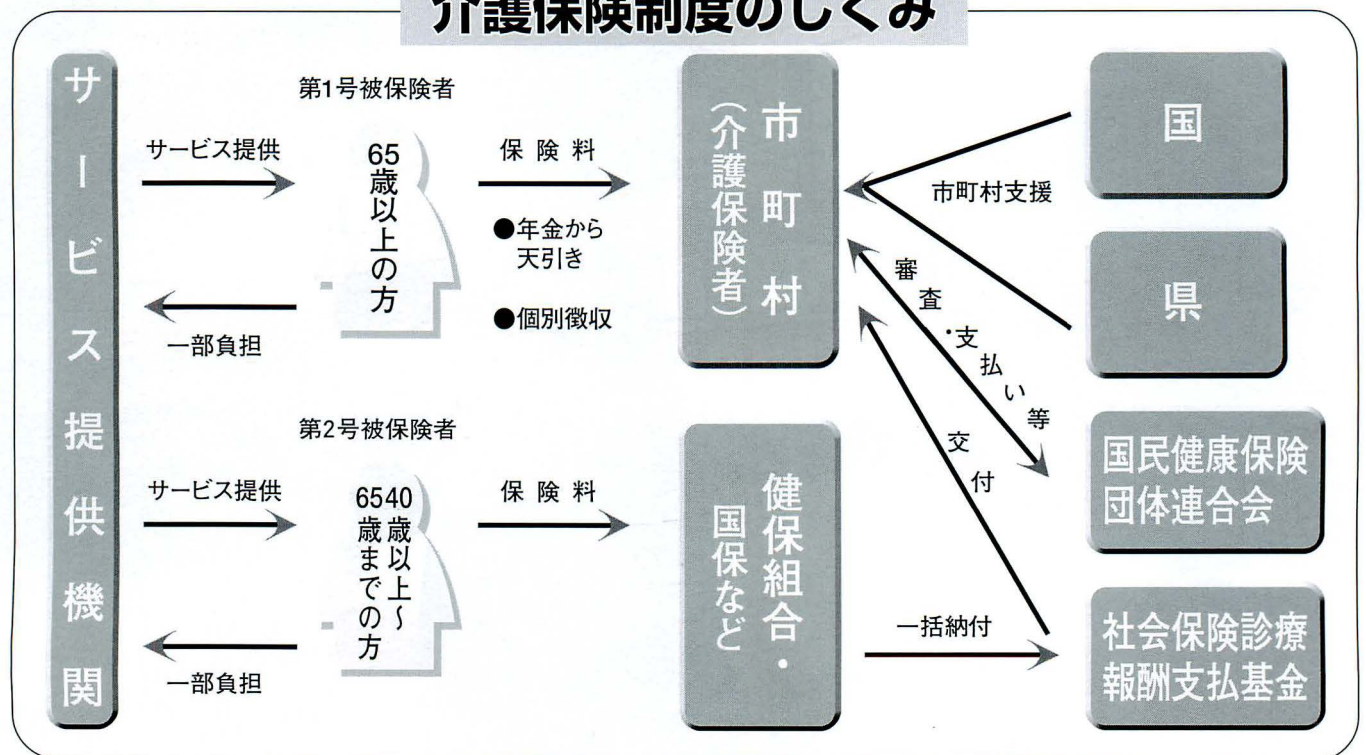 介護保険制度のしくみ
サービス提供機関
第1号被保険者
サービス提供
65歳以上の方
一部負担
保険料
●年金から
天引き
●個別徴収
市町村
(介護保険者)
国
県
市町村支援
審査・支払い等
交付
国民健康保険
団体連合会
第2号被保険者
サービス提供
40歳以上~
65歳までの方
一部負担
保険料
健保組合・
国保など
一括納付
社会保険診療
報酬支払基金